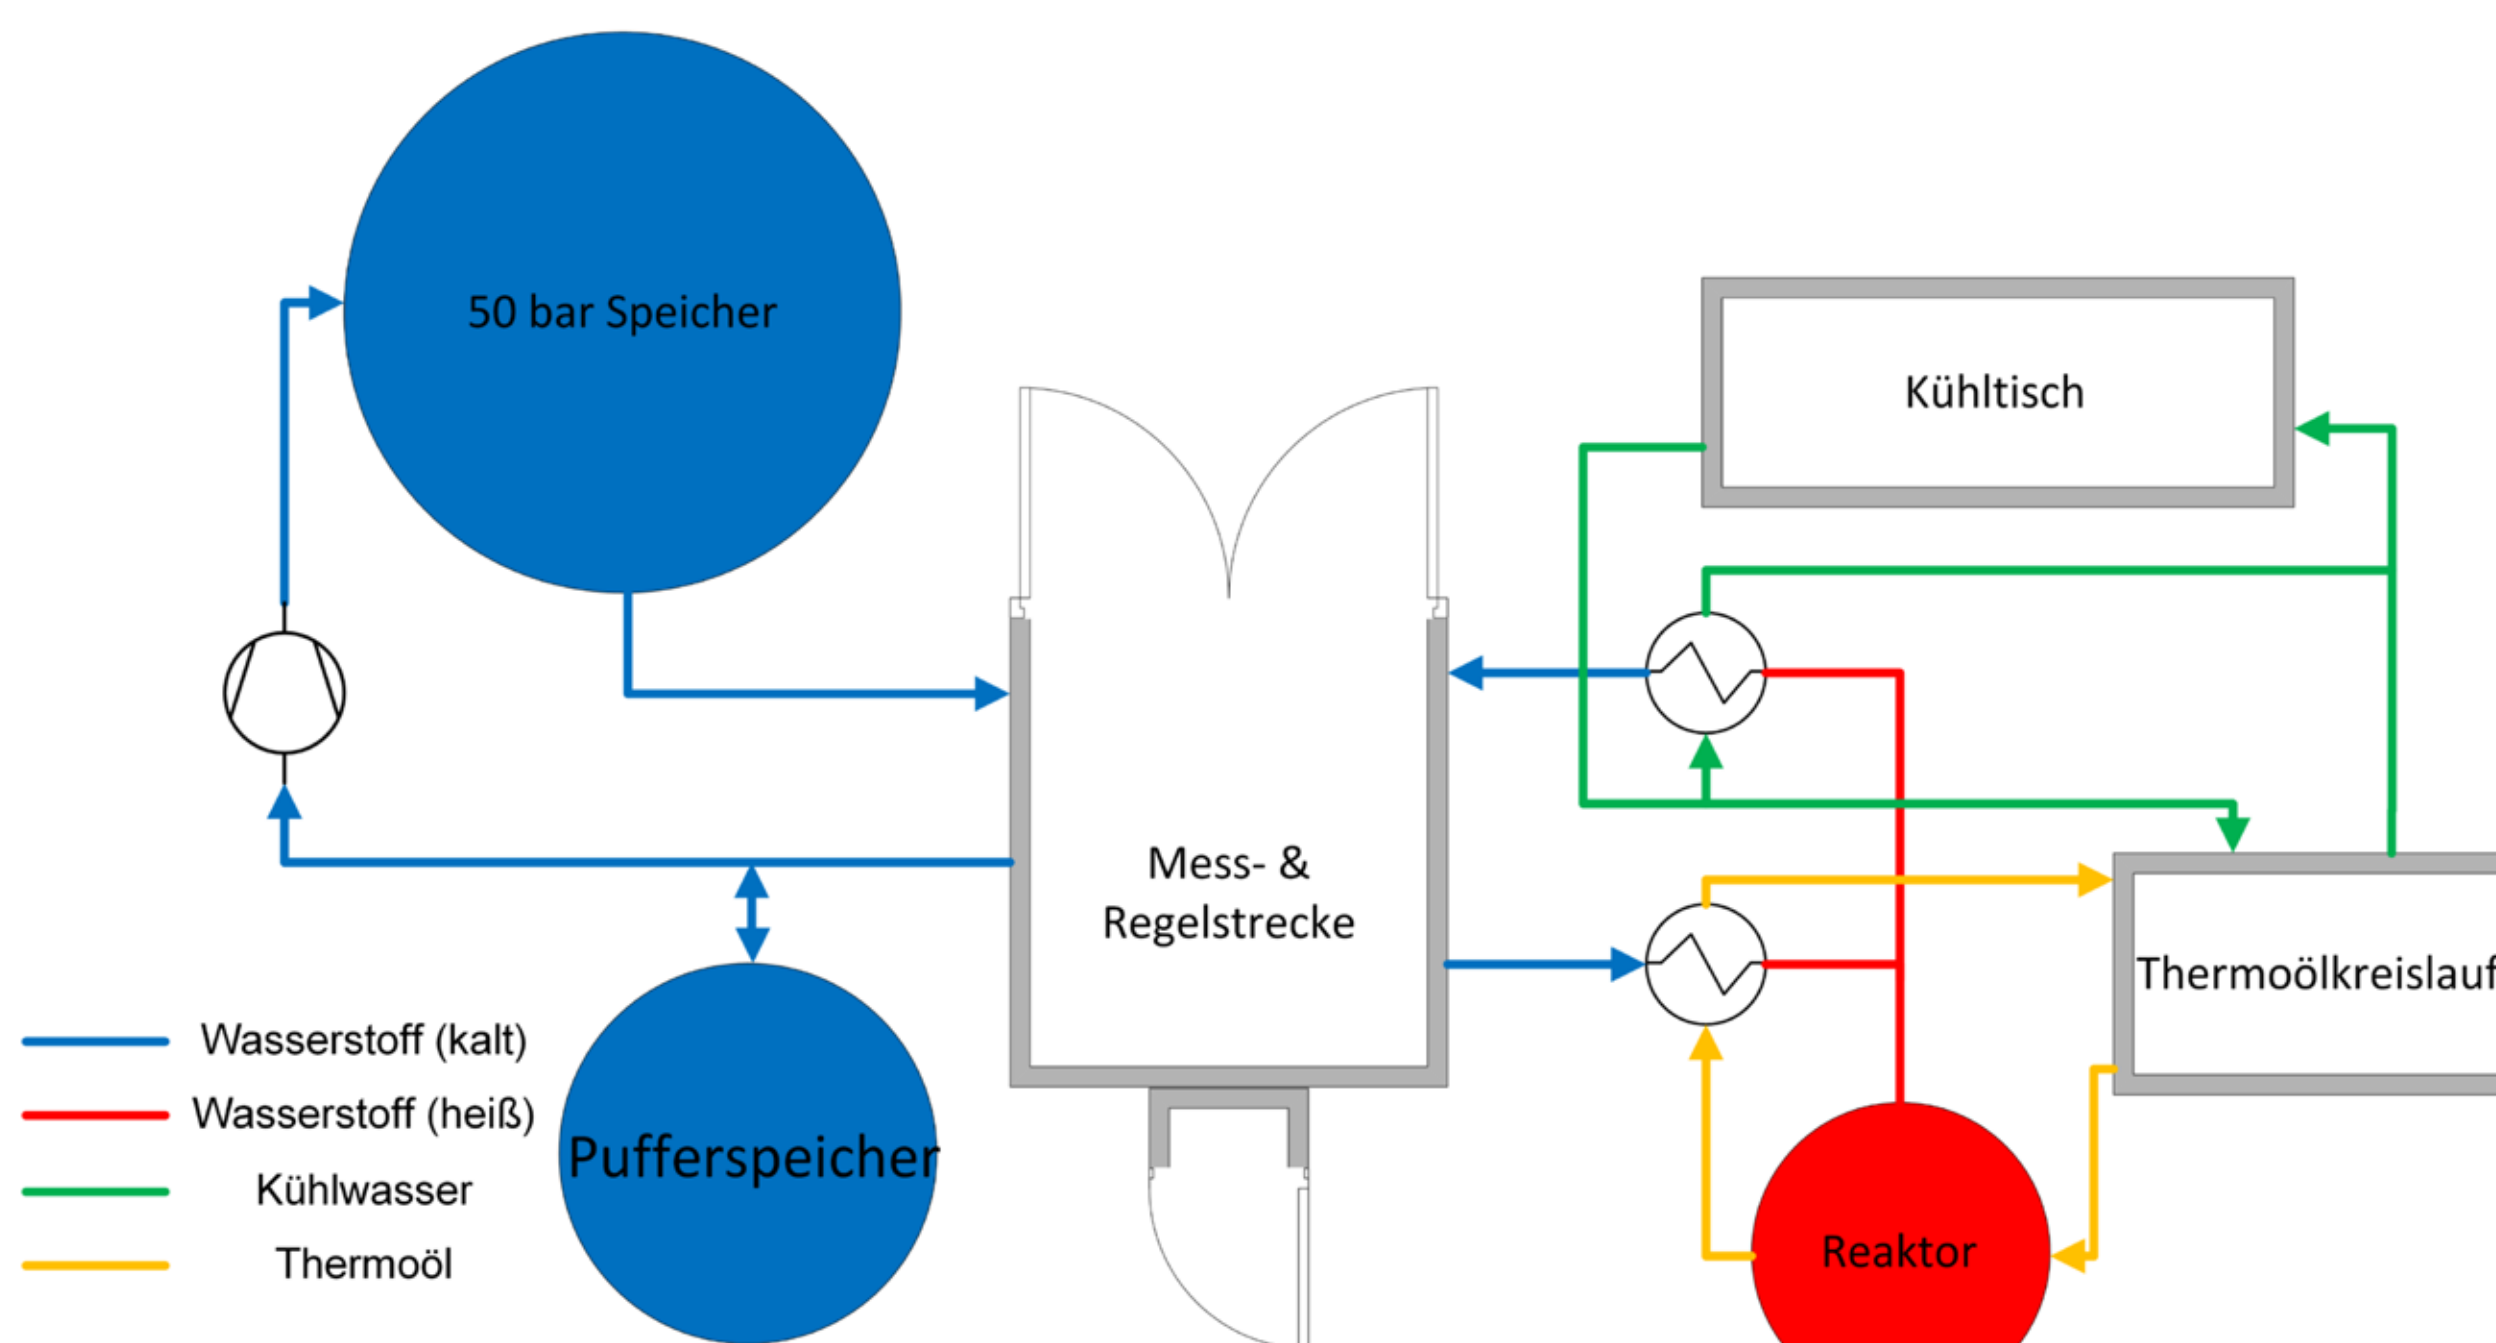 50 bar Speicher
Kühltisch
Mess- &
Regelstrecke
Thermoölkreislauf
Wasserstoff (kalt)
Wasserstoff (heiß)
Kühlwasser
Thermoöl
Pufferspeicher
Reaktor